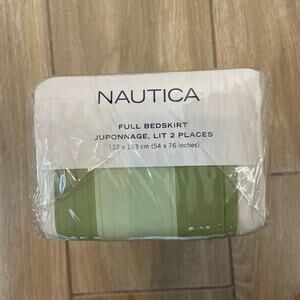 NAUTICA
FULL BEDSKIRT
JUPONNAGE, LIT 2 PLACES
137 x 193 cm (54 x 76 inches)